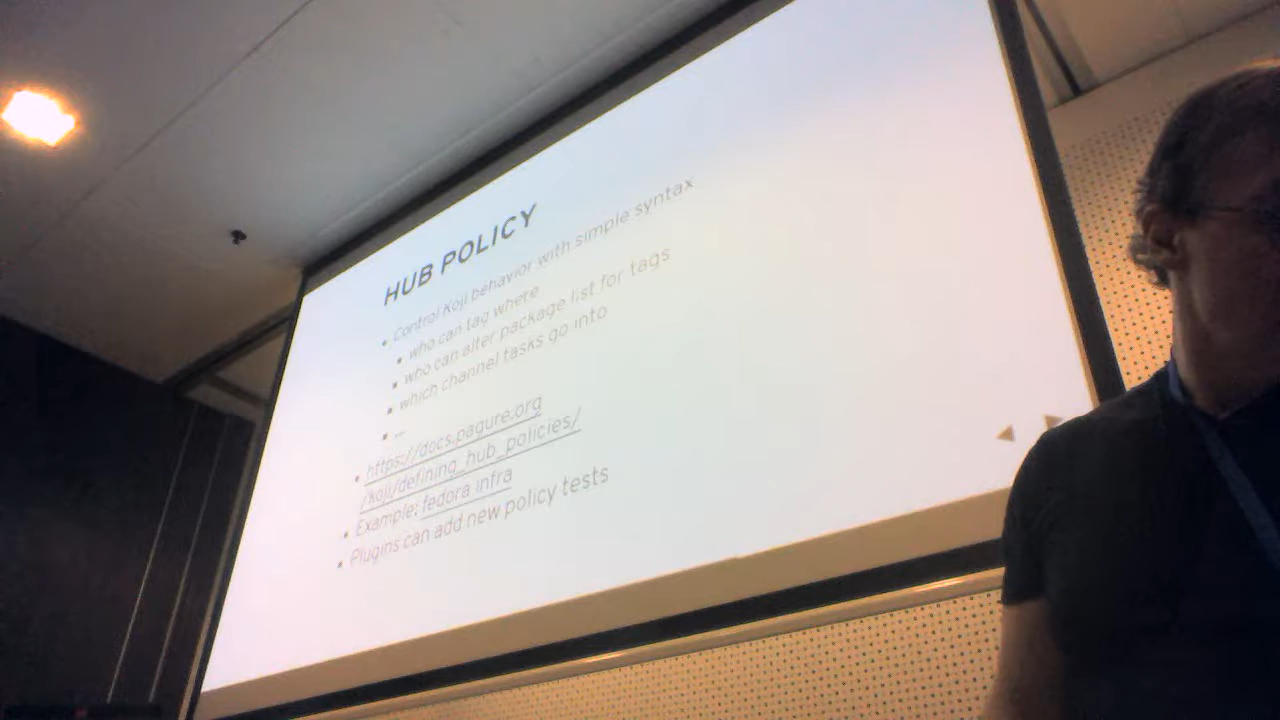 HUB POLICY
Control Koji behavior with simple syntax
who can tag where
who can alter package list for tags
which channel tasks go into
...
https://docs.pagure.org
/koji/defining_hub_policies/
Example: fedora infra
Plugins can add new policy tests